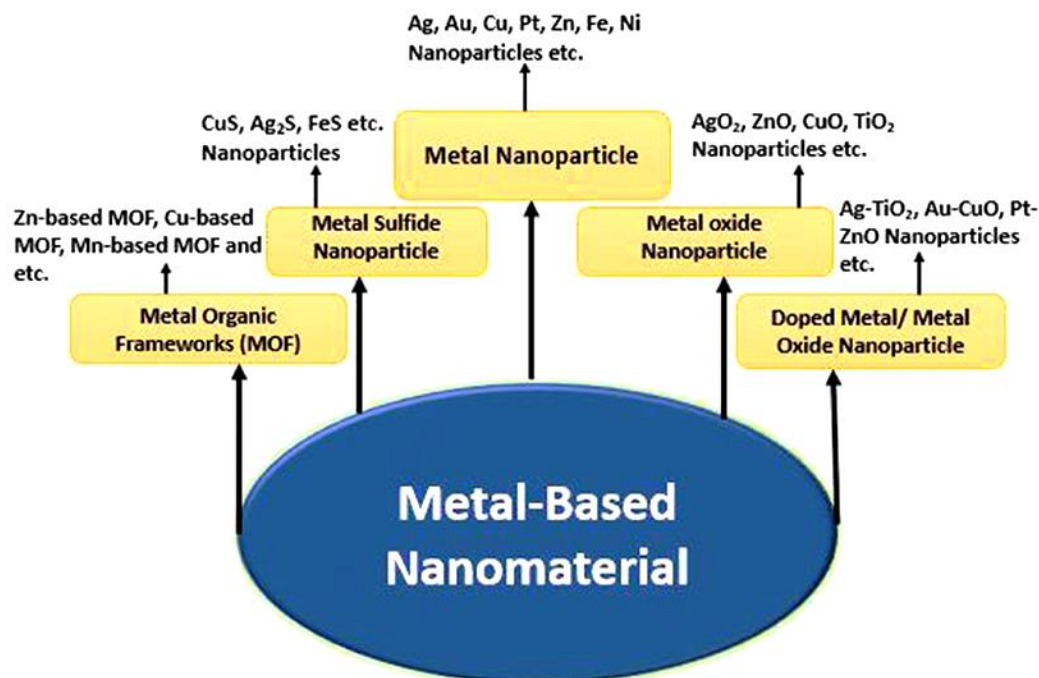 Ag, Au, Cu, Pt, Zn, Fe, Ni
Nanoparticles etc.
CuS, Ag₂S, FeS etc.
Nanoparticles
Metal Nanoparticle
AgO₂, ZnO, CuO, TiO₂
Nanoparticles etc.
Zn-based MOF, Cu-based
MOF, Mn-based MOF and
etc.
Metal Sulfide
Nanoparticle
Metal oxide
Nanoparticle
Ag-TiO₂, Au-CuO, Pt-
ZnO Nanoparticles
etc.
Metal Organic
Frameworks (MOF)
Doped Metal/ Metal
Oxide Nanoparticle
Metal-Based
Nanomaterial